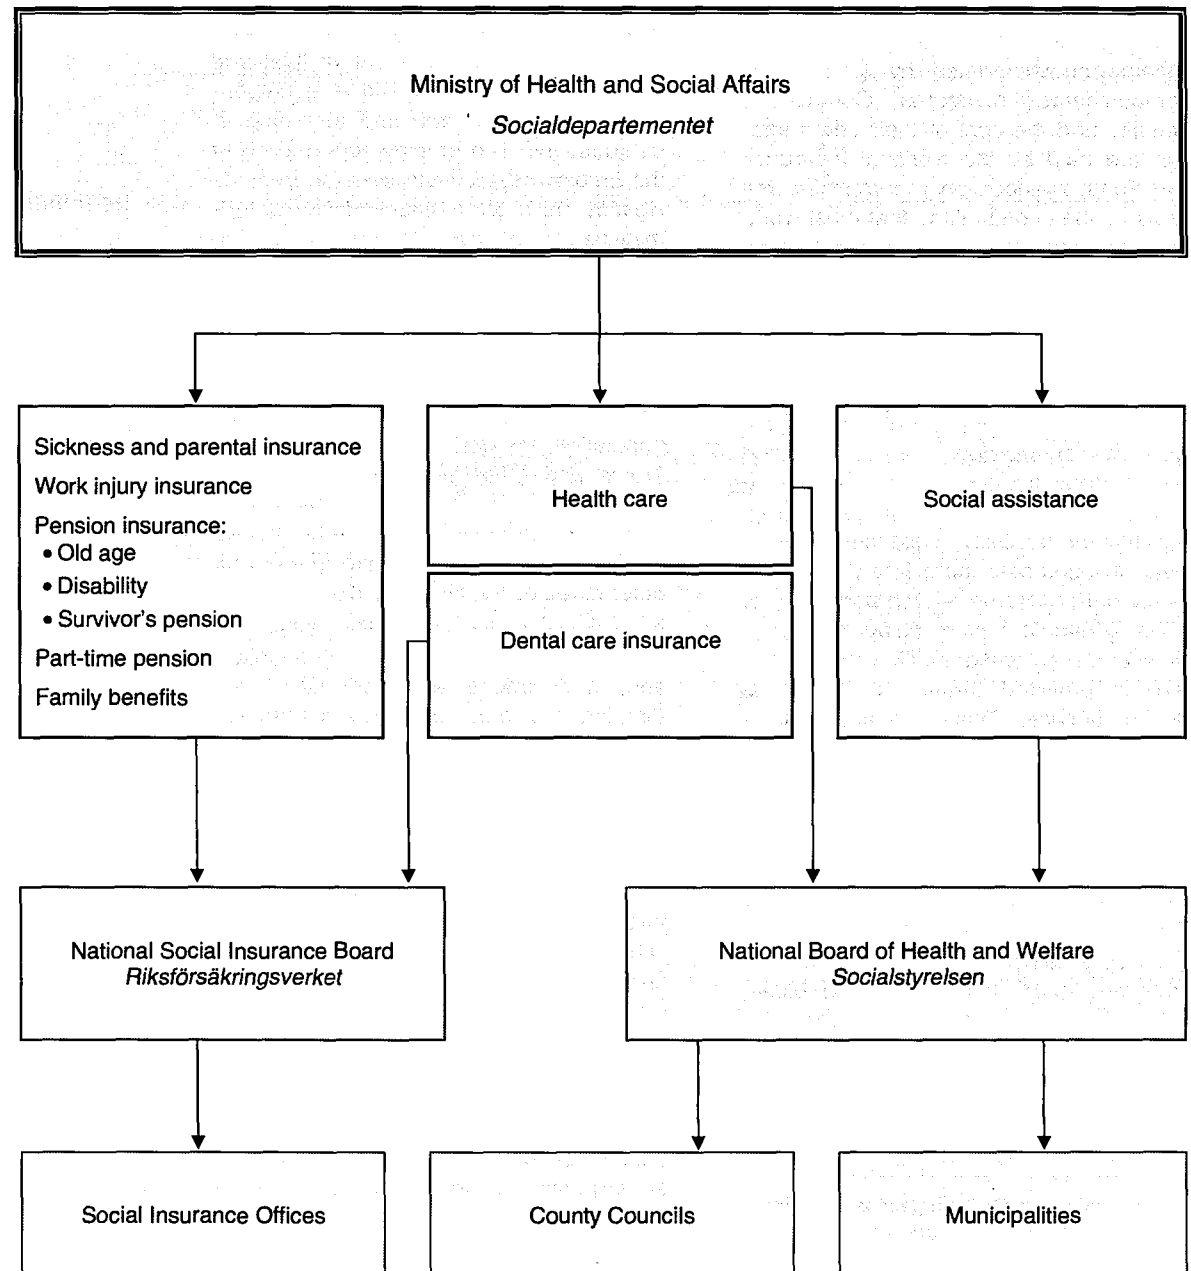 Ministry of Health and Social Affairs
Socialdepartementet
Sickness and parental insurance
Work injury insurance
Pension insurance:
• Old age
• Disability
• Survivor's pension
Part-time pension
Family benefits
Health care
Dental care insurance
Social assistance
National Social Insurance Board
Riksförsäkringsverket
National Board of Health and Welfare
Socialstyrelsen
Social Insurance Offices
County Councils
Municipalities